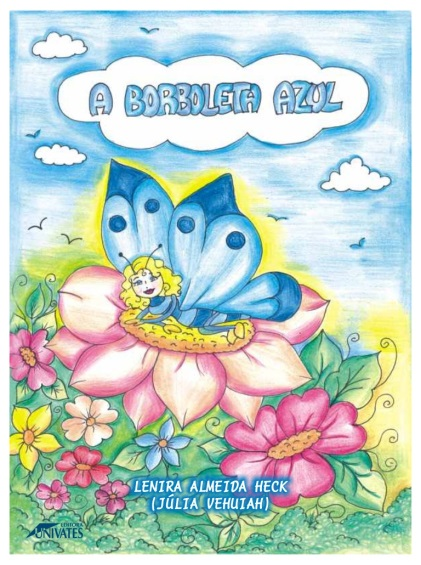 A BORBOLETA AZUL
LENIRA ALMEIDA HECK
(JÚLIA VEHUIAH)
EDITORA
UNIVATES